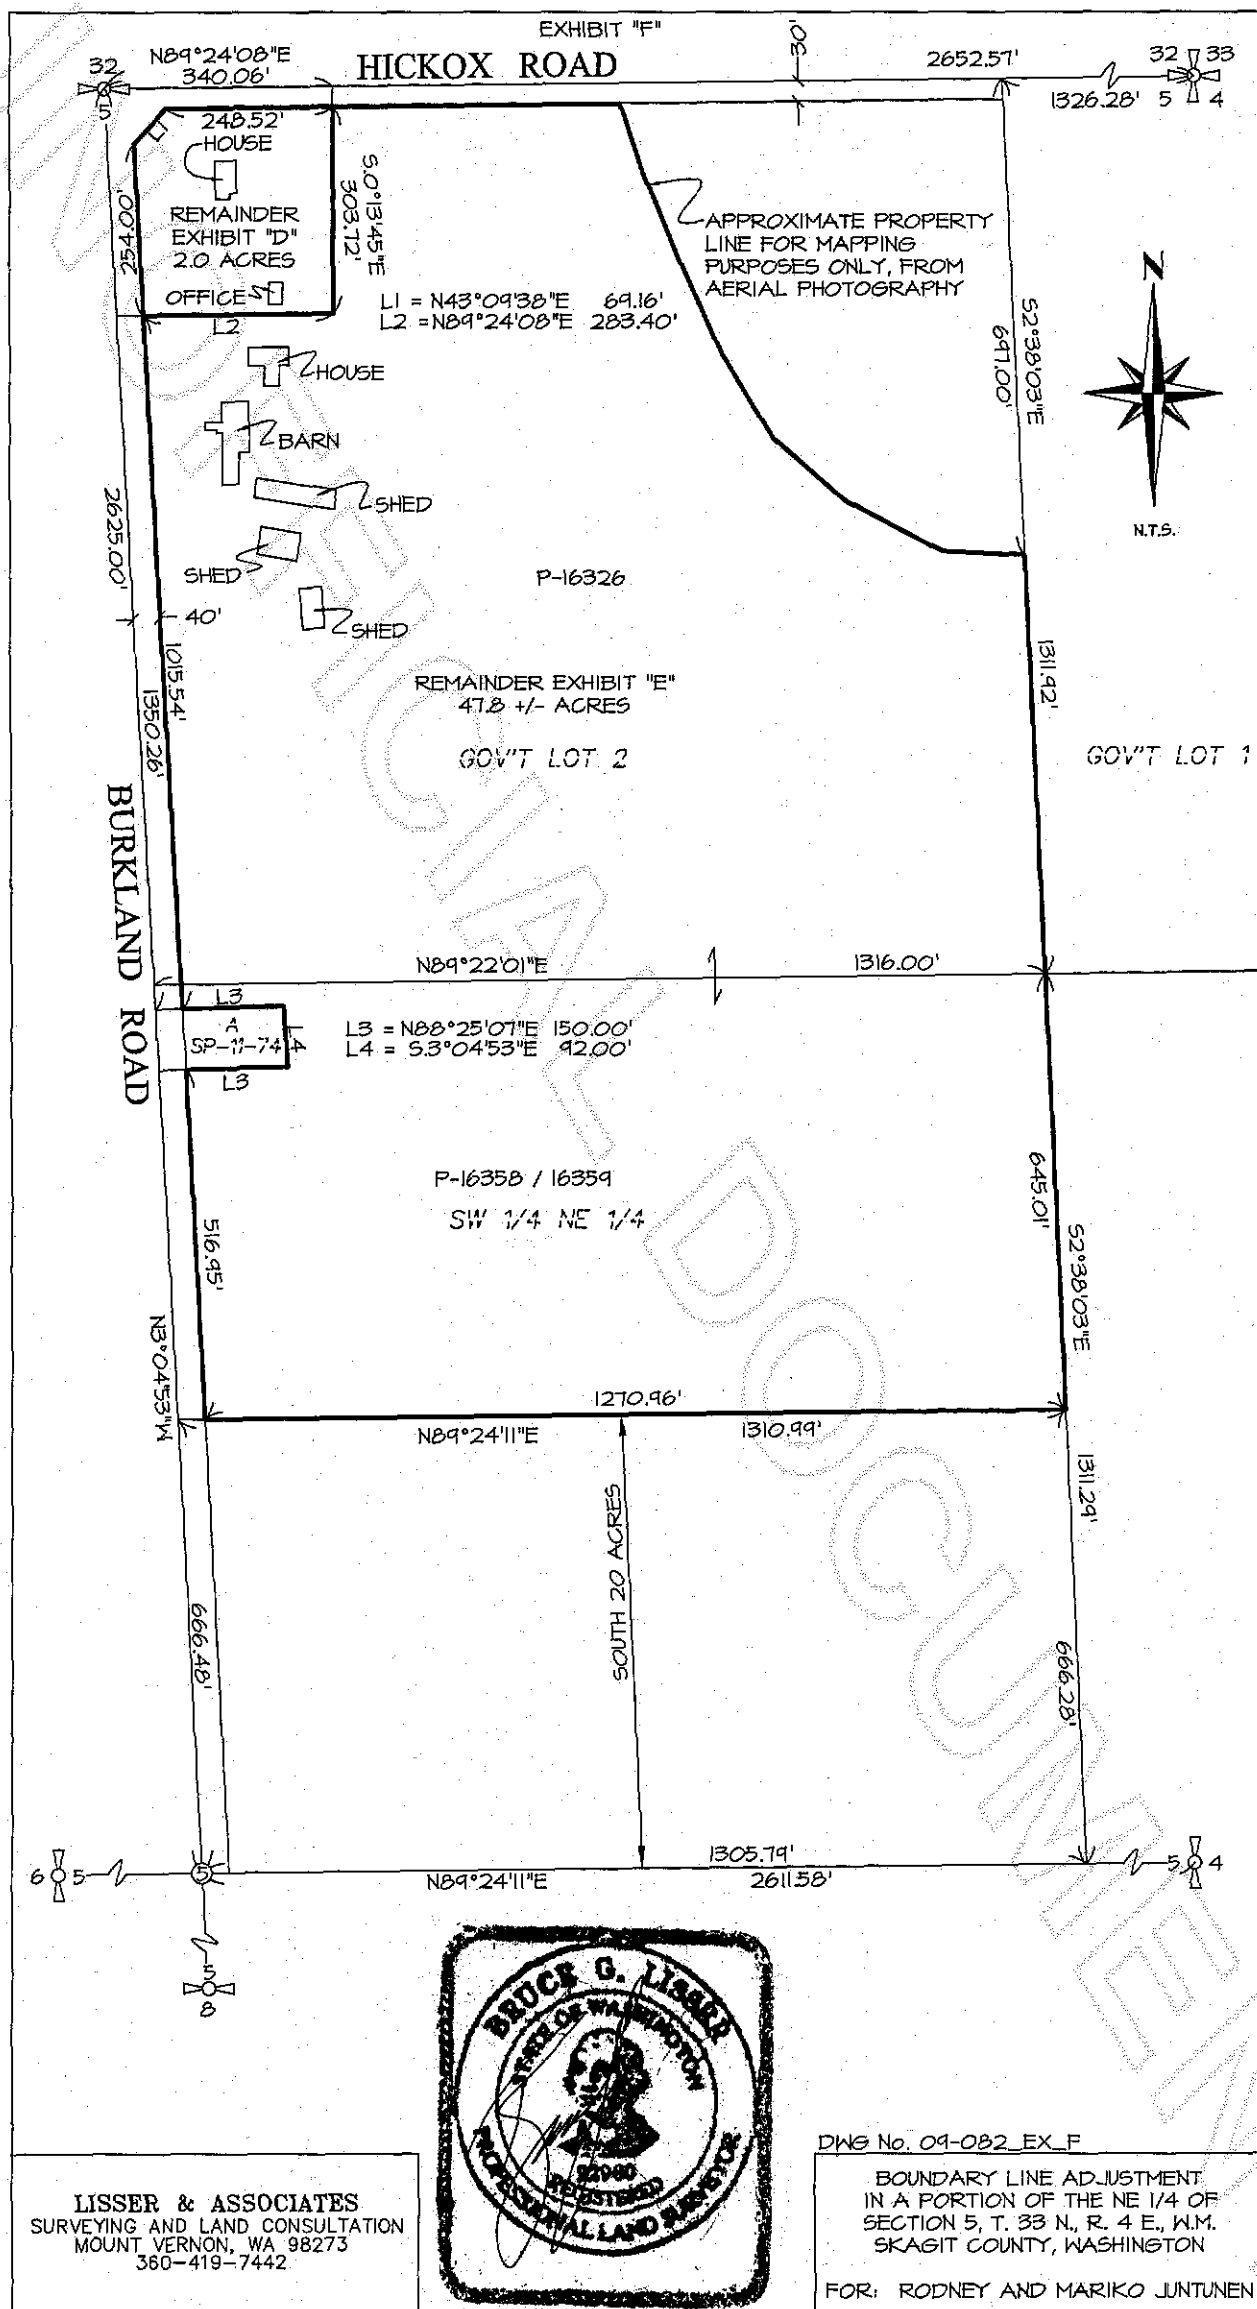 EXHIBIT "F"
N89°24'08"E
340.06'
HICKOX ROAD
30'
2652.57'
1326.28'
32
5
32 33
5 4
L1
248.52'
HOUSE
REMAINDER
EXHIBIT "D"
2.0 ACRES
OFFICE
254.00'
S.0°13'45"E
303.72'
L2
L1 = N43°09'38"E 69.16'
L2 =N89°24'08"E 283.40'
APPROXIMATE PROPERTY
LINE FOR MAPPING
PURPOSES ONLY, FROM
AERIAL PHOTOGRAPHY
S2°38'03"E
691.00'
N
N.T.S.
HOUSE
BARN
SHED
SHED
SHED
2625.00'
40'
1015.54'
1350.26'
P-16326
REMAINDER EXHIBIT "E"
47.8 +/- ACRES
GOV'T LOT 2
GOV'T LOT 1
1311.92'
BURKLAND ROAD
N89°22'01"E
1316.00'
L3
A
SP-11-74
L4
L3
L3 = N88°25'07"E 150.00'
L4 = S.3°04'53"E 92.00'
P-16358 / 16359
SW 1/4 NE 1/4
645.01'
S2°38'03"E
516.95'
N3°04'53"W
1270.96'
N89°24'11"E
1310.99'
1311.29'
SOUTH 20 ACRES
666.48'
666.28'
6 5
5
1305.79'
N89°24'11"E
2611.58'
5 4
5
8
BRUCE G. LISSER
STATE OF WASHINGTON
22960
REGISTERED
PROFESSIONAL LAND SURVEYOR
LISSER & ASSOCIATES
SURVEYING AND LAND CONSULTATION
MOUNT VERNON, WA 98273
360-419-7442
DWG No. 09-082_EX_F
BOUNDARY LINE ADJUSTMENT
IN A PORTION OF THE NE 1/4 OF
SECTION 5, T. 33 N., R. 4 E., W.M.
SKAGIT COUNTY, WASHINGTON
FOR: RODNEY AND MARIKO JUNTUNEN
UNOFFICIAL DOCUMENT